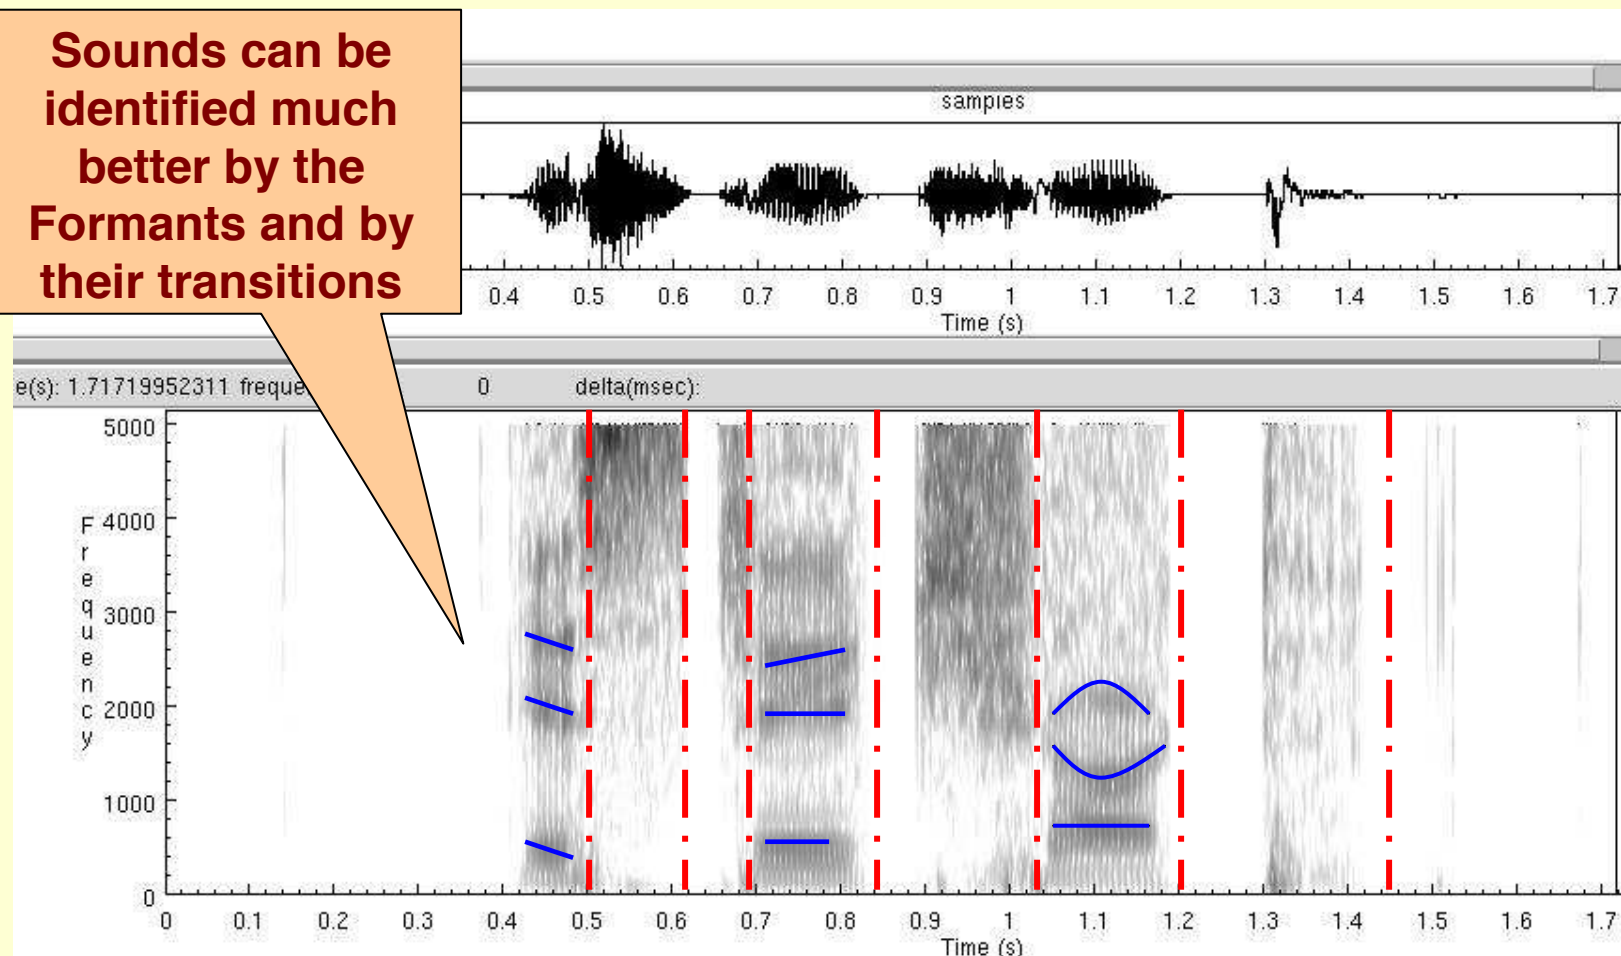 Sounds can be
identified much
better by the
Formants and by
their transitions
samples
0.4 0.5 0.6 0.7 0.8 0.9 1 1.1 1.2 1.3 1.4 1.5 1.6 1.7
Time (s)
e(s): 1.71719952311 freque 0 delta(msec):
5000
4000
3000
2000
1000
0
Frequency
0 0.1 0.2 0.3 0.4 0.5 0.6 0.7 0.8 0.9 1 1.1 1.2 1.3 1.4 1.5 1.6 1.7
Time (s)